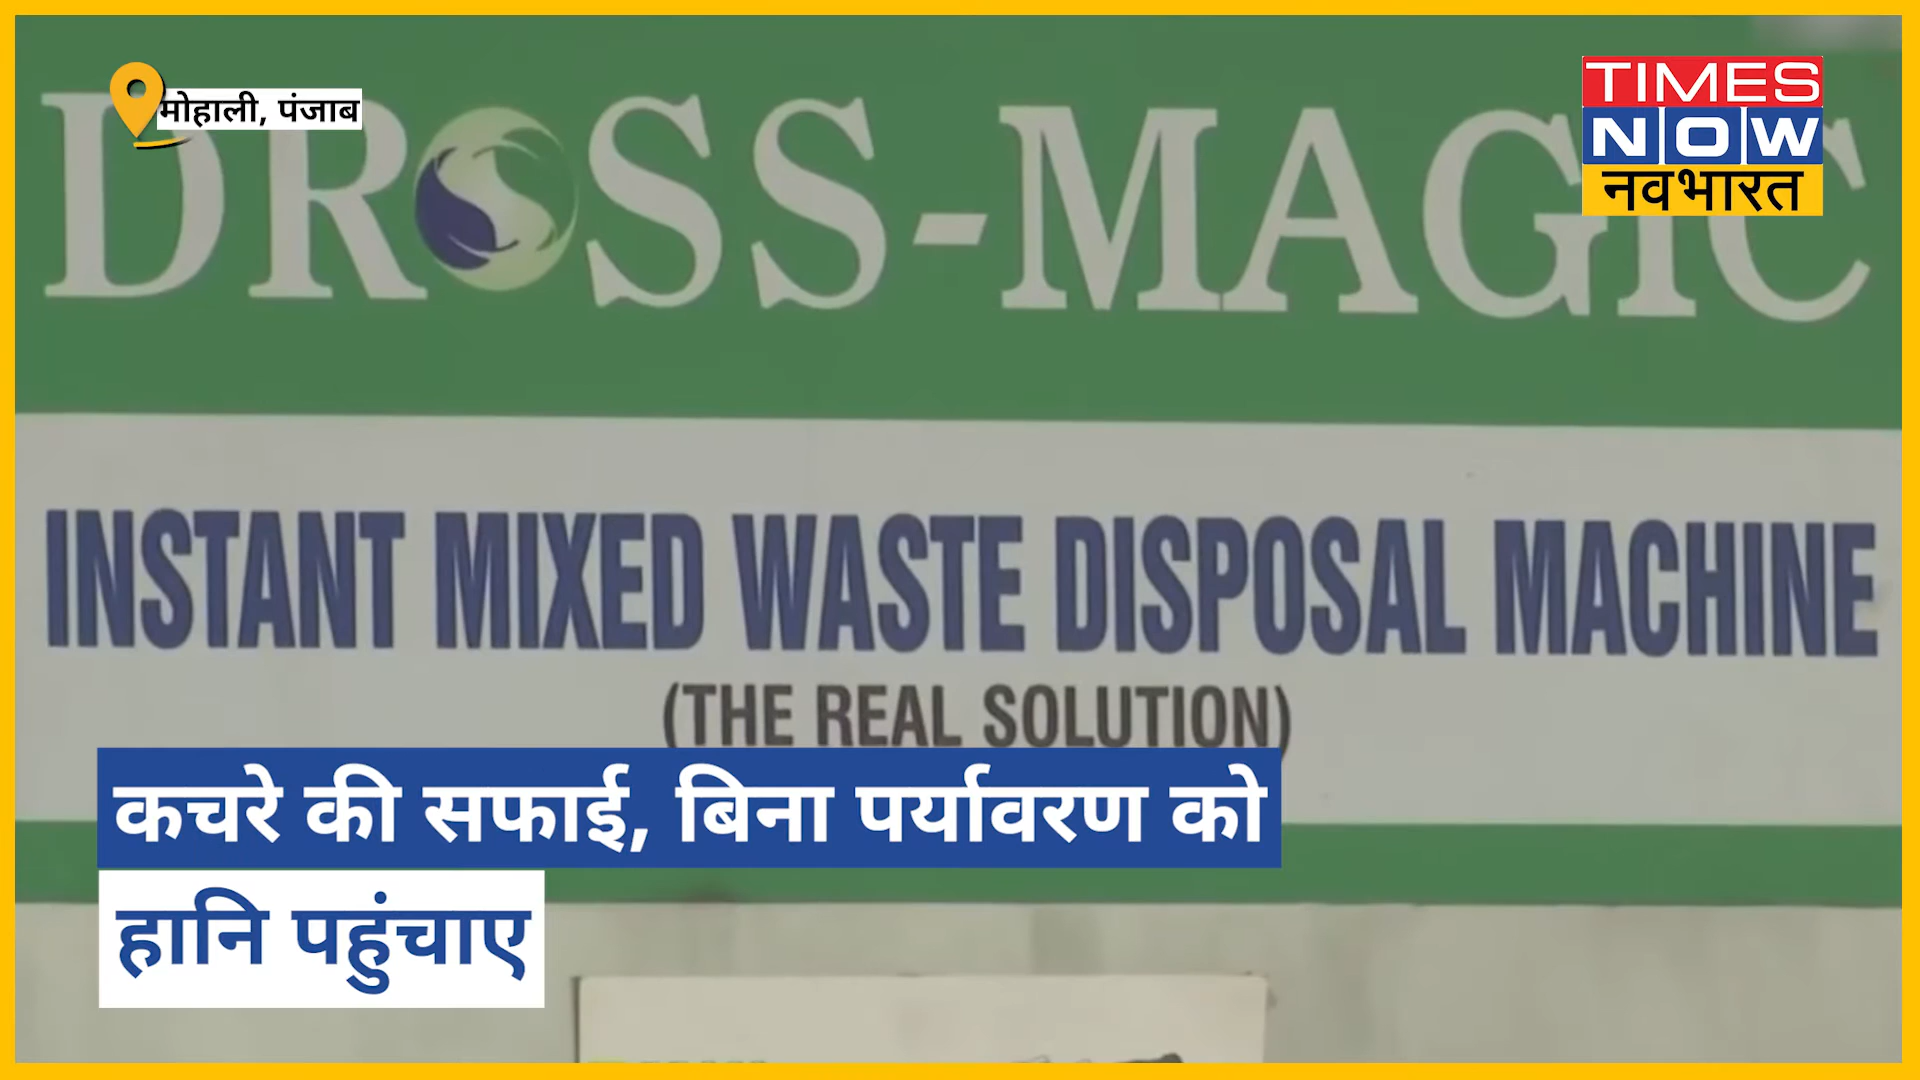 मोहाली, पंजाब
TIMES
NOW
नवभारत
DROSS-MAGIC
INSTANT MIXED WASTE DISPOSAL MACHINE
(THE REAL SOLUTION)
कचरे की सफाई, बिना पर्यावरण को
हानि पहुंचाए